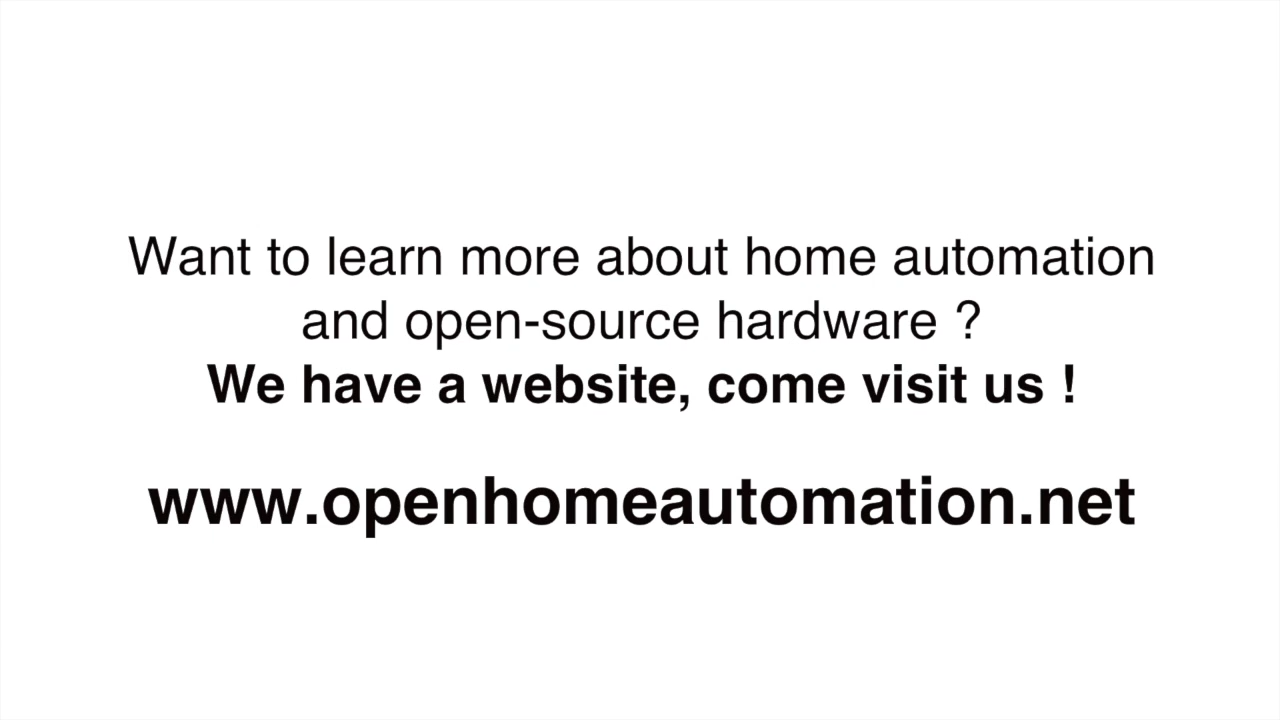 Want to learn more about home automation
and open-source hardware ?
We have a website, come visit us !
www.openhomeautomation.net